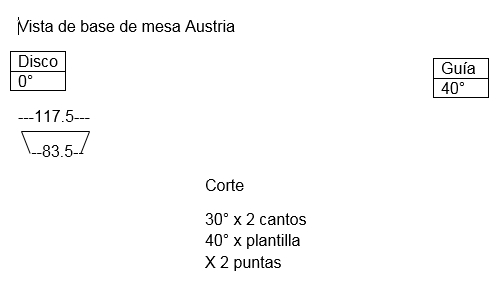 Vista de base de mesa Austria
Disco
0°
Guía
40°
---117.5---
--83.5--
Corte
30° x 2 cantos
40° x plantilla
X 2 puntas